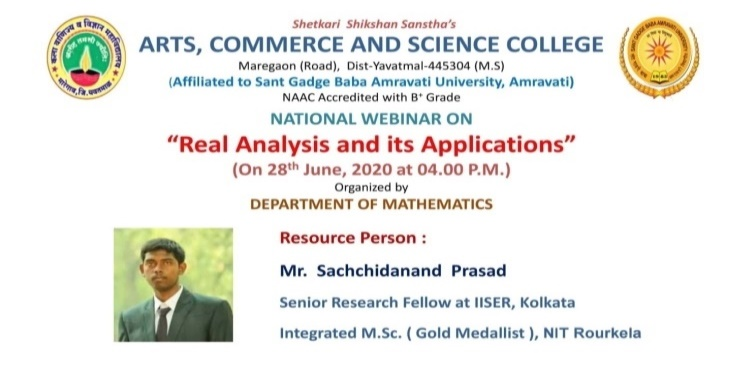 Shetkari Shikshan Sanstha's
ARTS, COMMERCE AND SCIENCE COLLEGE
Maregaon (Road), Dist-Yavatmal-445304 (M.S)
(Affiliated to Sant Gadge Baba Amravati University, Amravati)
NAAC Accredited with B⁺ Grade
NATIONAL WEBINAR ON
“Real Analysis and its Applications”
(On 28ᵗʰ June, 2020 at 04.00 P.M.)
Organized by
DEPARTMENT OF MATHEMATICS
Resource Person :
Mr. Sachchidanand Prasad
Senior Research Fellow at IISER, Kolkata
Integrated M.Sc. ( Gold Medallist ), NIT Rourkela